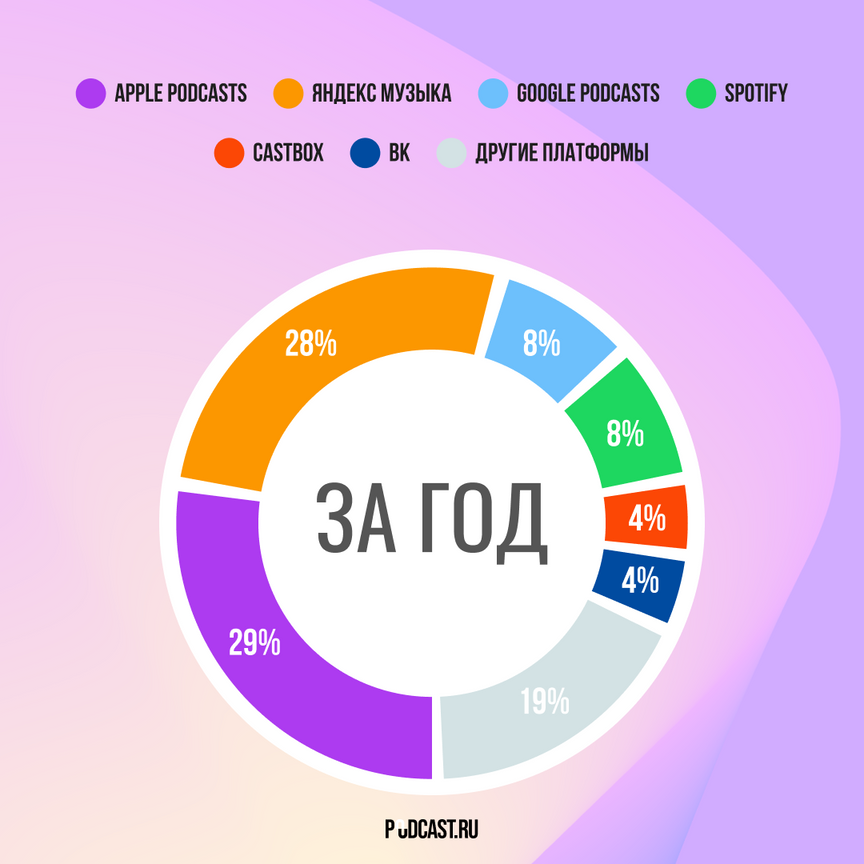 APPLE PODCASTS ЯНДЕКС МУЗЫКА GOOGLE PODCASTS SPOTIFY
CASTBOX ВК ДРУГИЕ ПЛАТФОРМЫ
28%
8%
8%
ЗА ГОД
4%
4%
29%
19%
PODCAST.RU